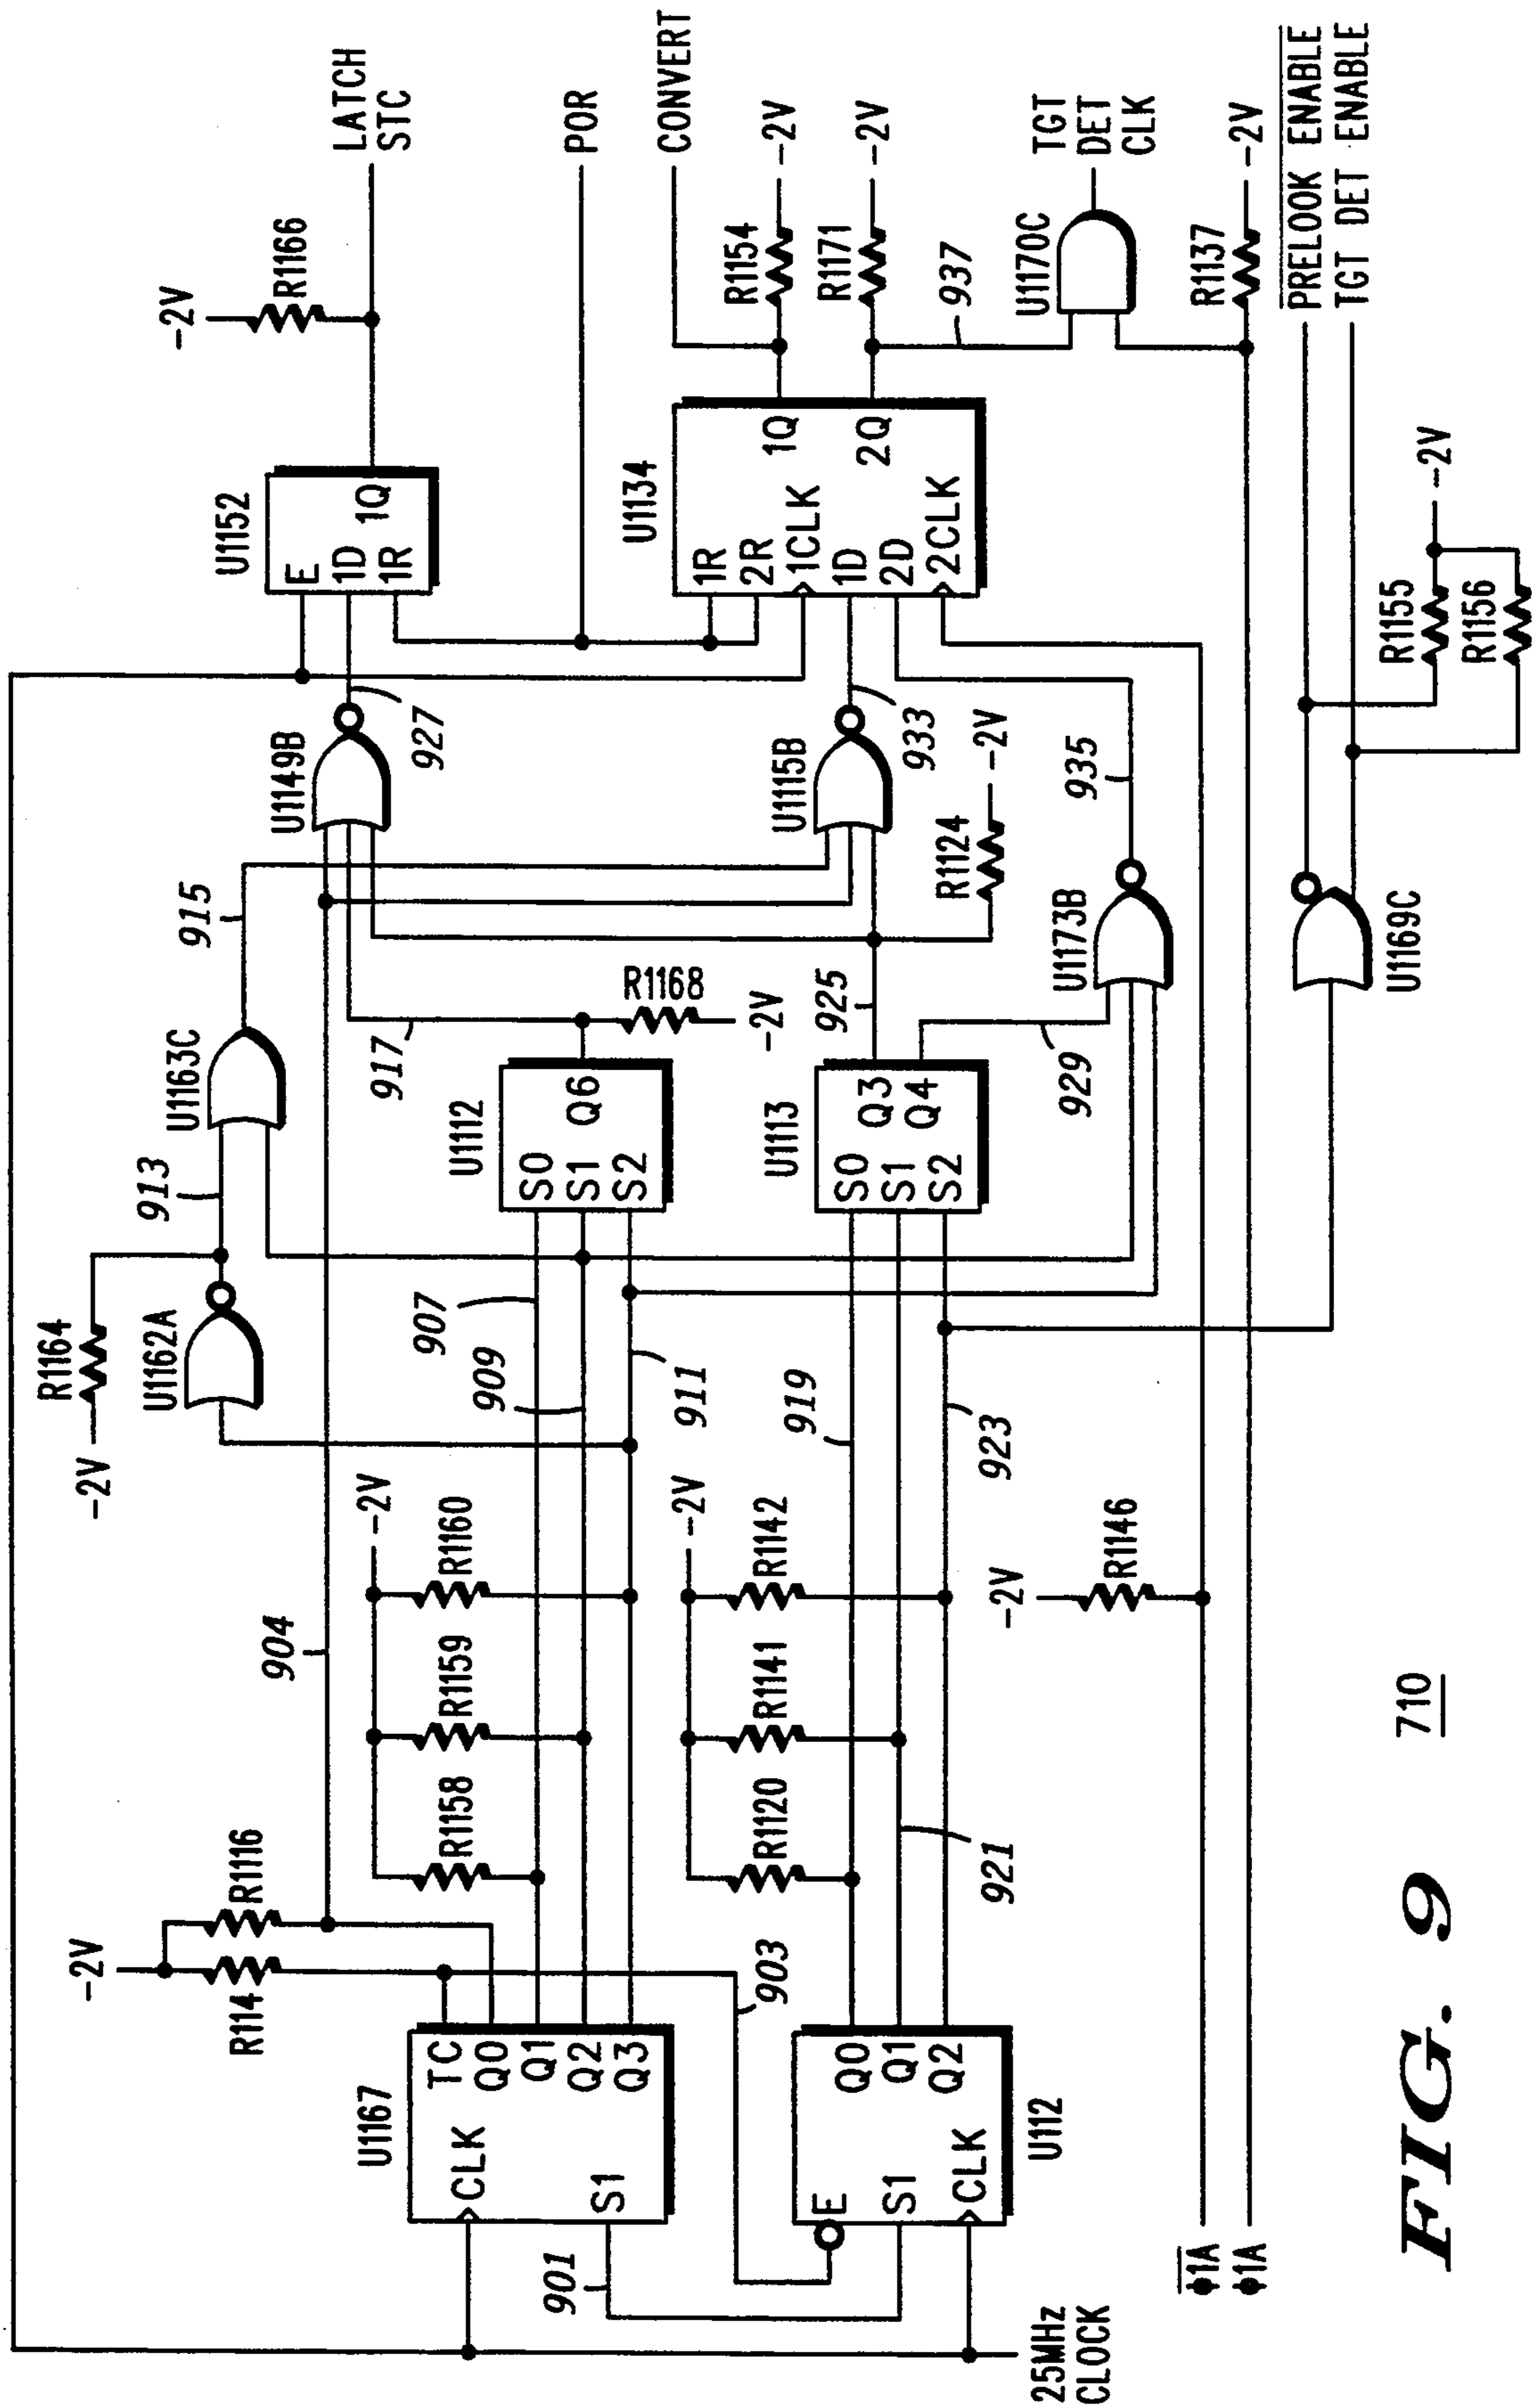 -2V
R114
R1116
904
-2V
R1164
U1162A
913
U1163C
915
U1149B
927
U1152
E
1D
1R
1Q
-2V
R1166
LATCH
STC
U1167
CLK
S1
TC
Q0
Q1
Q2
Q3
-2V
R1158
R1159
R1160
907
909
911
U1112
S0
S1
S2
Q6
917
R1168
-2V
POR
CONVERT
901
903
U112
E
S1
CLK
Q0
Q1
Q2
-2V
R1120
R1141
R1142
919
921
923
U1113
S0
S1
S2
Q3
Q4
925
929
U1115B
933
R1124
-2V
U1134
1R
2R
1CLK
1D
2D
2CLK
1Q
2Q
R1154
-2V
R1171
-2V
937
U1170C
TGT
DET
CLK
U1173B
935
-2V
R1146
R1137
-2V
25MHz
CLOCK
ϕ1A
ϕ1A
U1169C
PRELOOK ENABLE
TGT DET ENABLE
R1155
R1156
-2V
FIG. 9
710